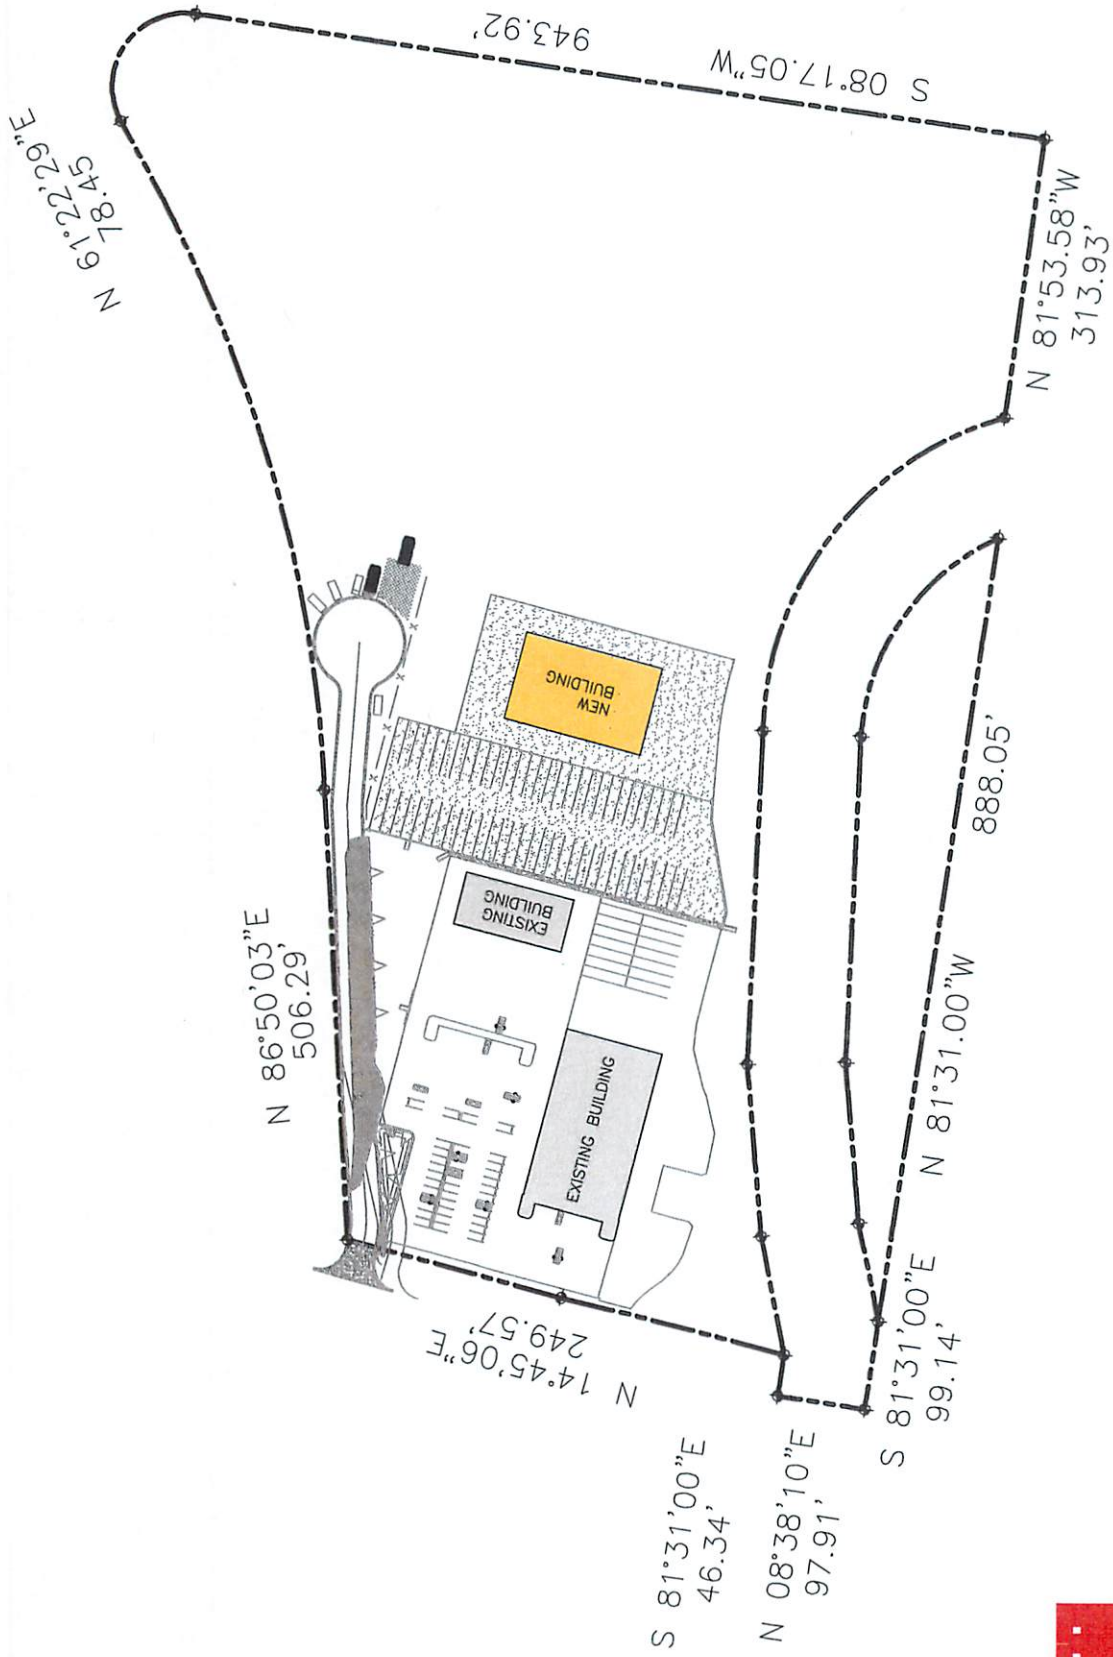 943.92'
S 08°17.05"W
N 61°22'29"E
78.45
N 81°53.58"W
313.93'
NEW
BUILDING
888.05'
EXISTING
BUILDING
N 86°50'03"E
506.29'
EXISTING BUILDING
N 81°31.00"W
N 14°45'06"E
249.57'
S 81°31'00"E
99.14'
S 81°31'00"E
46.34'
N 08°38'10"E
97.91'